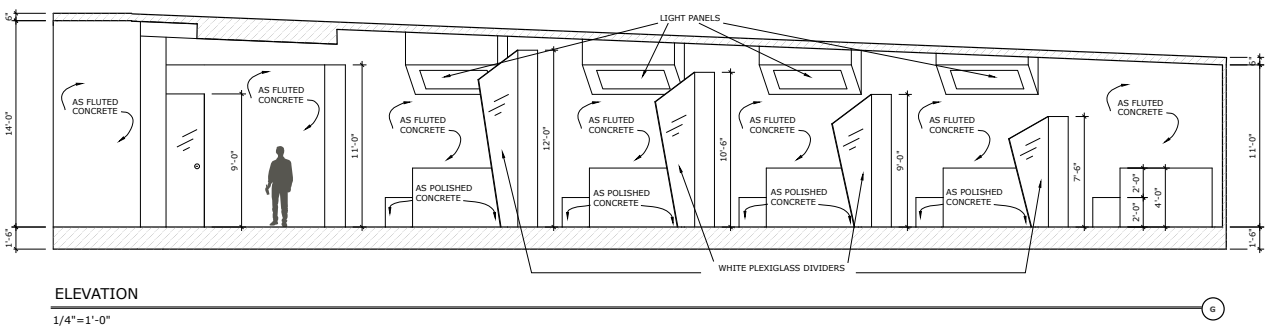 LIGHT PANELS
6"
14'-0"
1'-6"
AS FLUTED
CONCRETE
9'-0"
AS FLUTED
CONCRETE
11'-0"
AS FLUTED
CONCRETE
AS POLISHED
CONCRETE
12'-0"
AS FLUTED
CONCRETE
AS POLISHED
CONCRETE
10'-6"
AS FLUTED
CONCRETE
AS POLISHED
CONCRETE
9'-0"
AS FLUTED
CONCRETE
AS POLISHED
CONCRETE
7'-6"
AS FLUTED
CONCRETE
2'-0"
2'-0"
4'-0"
6"
11'-0"
1'-6"
WHITE PLEXIGLASS DIVIDERS
ELEVATION
G
1/4"=1'-0"